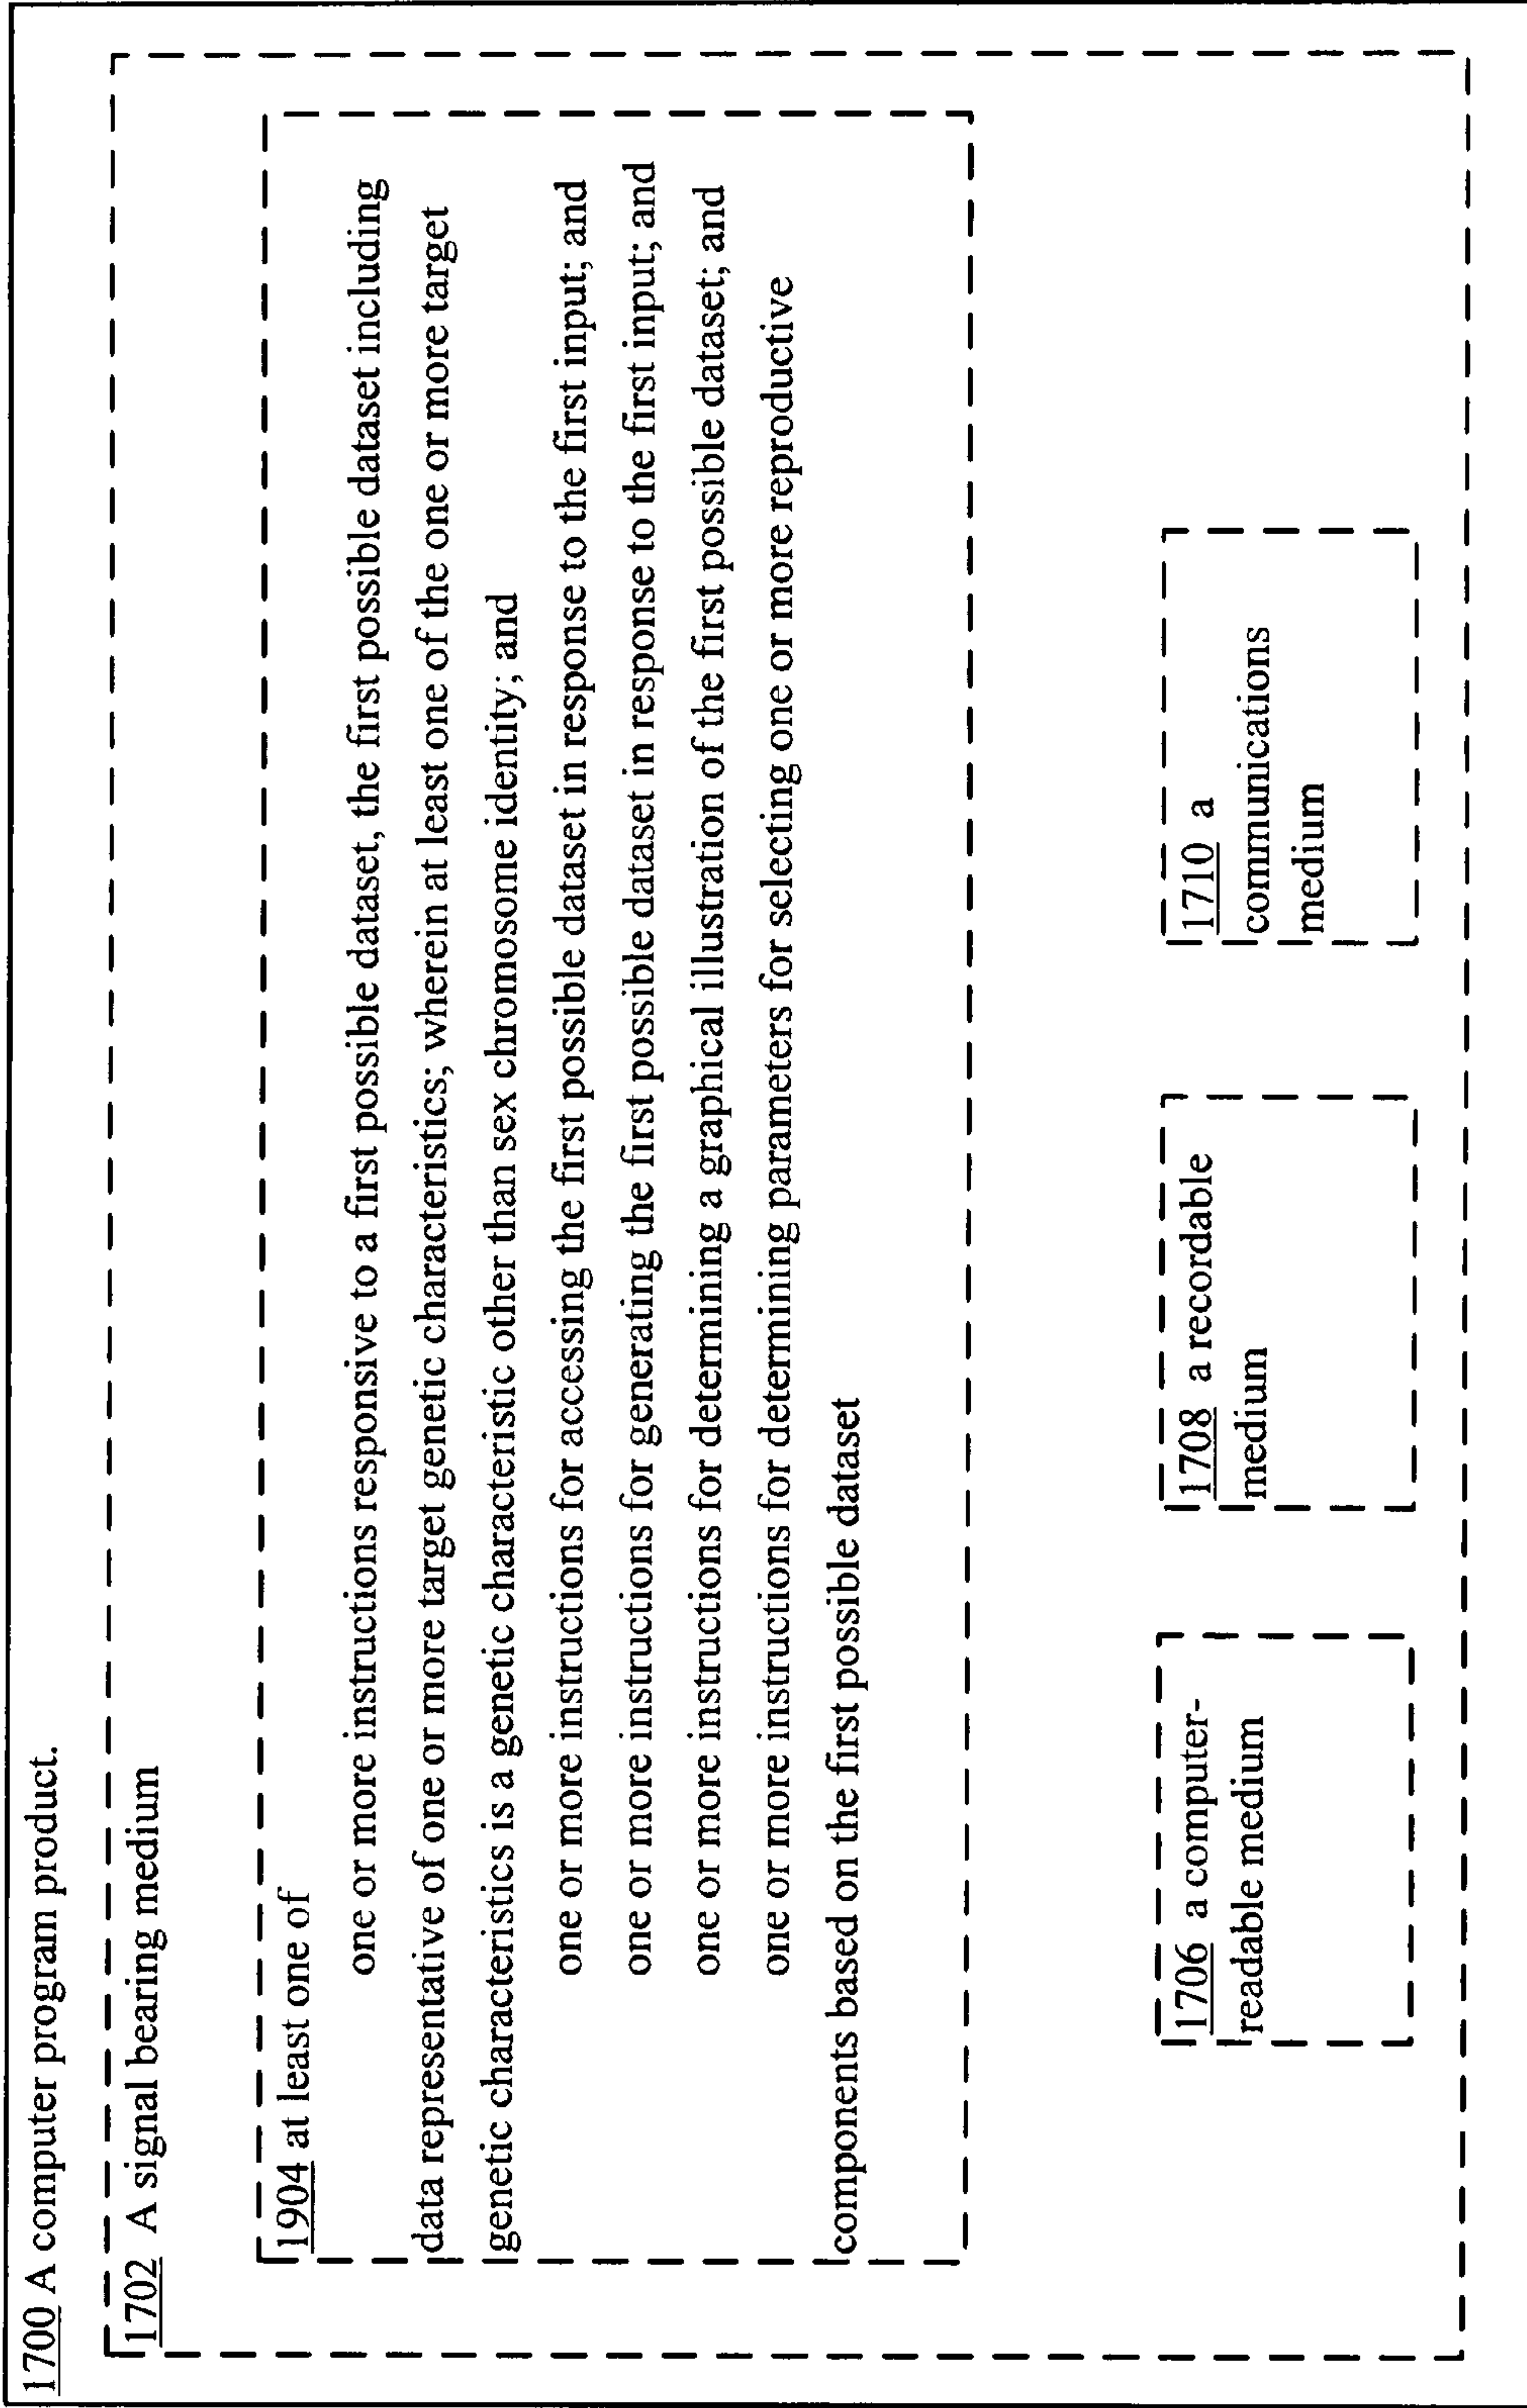 1700 A computer program product.
1702 A signal bearing medium
1904 at least one of
one or more instructions responsive to a first possible dataset, the first possible dataset including
data representative of one or more target genetic characteristics; wherein at least one of the one or more target
genetic characteristics is a genetic characteristic other than sex chromosome identity; and
one or more instructions for accessing the first possible dataset in response to the first input; and
one or more instructions for generating the first possible dataset in response to the first input; and
one or more instructions for determining a graphical illustration of the first possible dataset; and
one or more instructions for determining parameters for selecting one or more reproductive
components based on the first possible dataset
1706 a computer-
readable medium
1708 a recordable
medium
1710 a
communications
medium